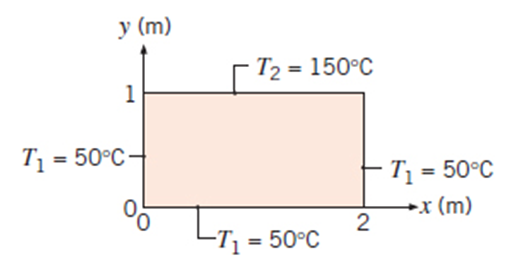 y (m)
T₂ = 150°C
1
T₁ = 50°C
T₁ = 50°C
0
0
2
x (m)
T₁ = 50°C